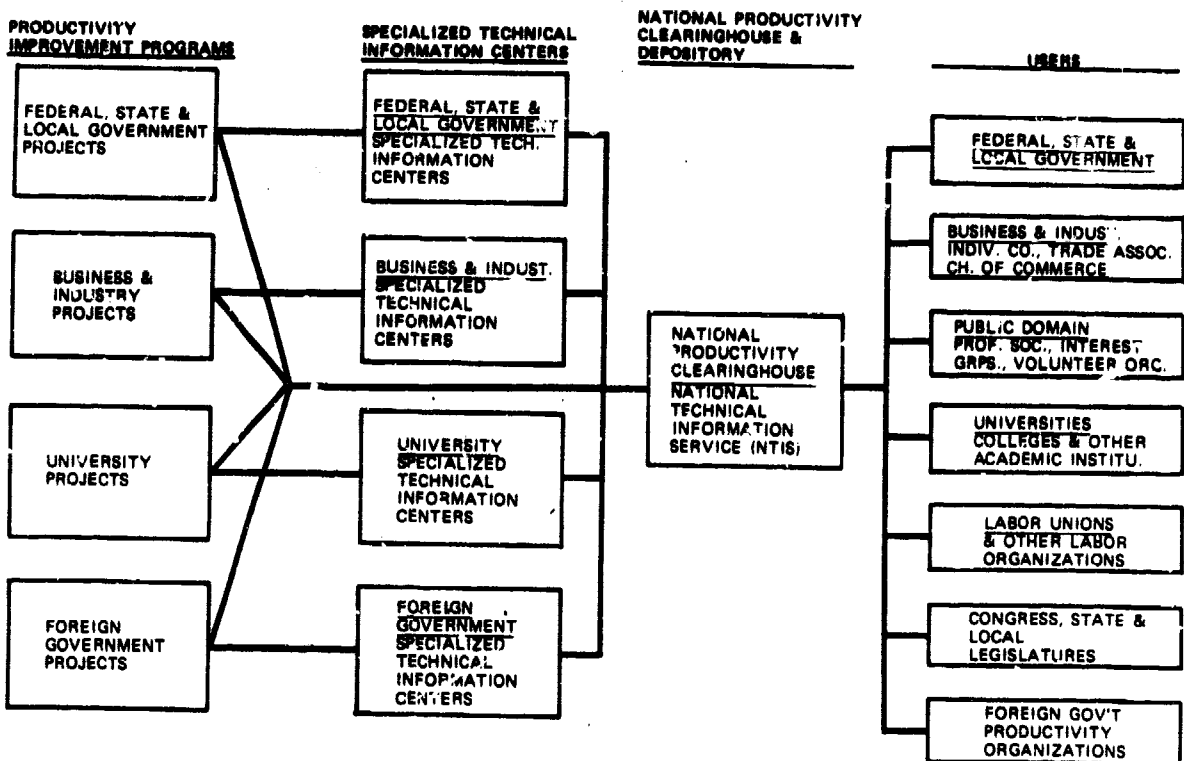 PRODUCTIVITY
IMPROVEMENT PROGRAMS
FEDERAL, STATE &
LOCAL GOVERNMENT
PROJECTS
BUSINESS &
INDUSTRY
PROJECTS
UNIVERSITY
PROJECTS
FOREIGN
GOVERNMENT
PROJECTS
SPECIALIZED TECHNICAL
INFORMATION CENTERS
FEDERAL, STATE &
LOCAL GOVERNMENT
SPECIALIZED TECH.
INFORMATION
CENTERS
BUSINESS & INDUST.
SPECIALIZED
TECHNICAL
INFORMATION
CENTERS
UNIVERSITY
SPECIALIZED
TECHNICAL
INFORMATION
CENTERS
FOREIGN
GOVERNMENT
SPECIALIZED
TECHNICAL
INFORMATION
CENTERS
NATIONAL PRODUCTIVITY
CLEARINGHOUSE &
DEPOSITORY
NATIONAL
PRODUCTIVITY
CLEARINGHOUSE
NATIONAL
TECHNICAL
INFORMATION
SERVICE (NTIS)
USERS
FEDERAL, STATE &
LOCAL GOVERNMENT
BUSINESS & INDUST.
INDIV. CO., TRADE ASSOC.
CH. OF COMMERCE
PUBLIC DOMAIN
PROF. SOC., INTEREST
GRPS., VOLUNTEER ORG.
UNIVERSITIES
COLLEGES & OTHER
ACADEMIC INSTITU.
LABOR UNIONS
& OTHER LABOR
ORGANIZATIONS
CONGRESS, STATE &
LOCAL
LEGISLATURES
FOREIGN GOV'T
PRODUCTIVITY
ORGANIZATIONS